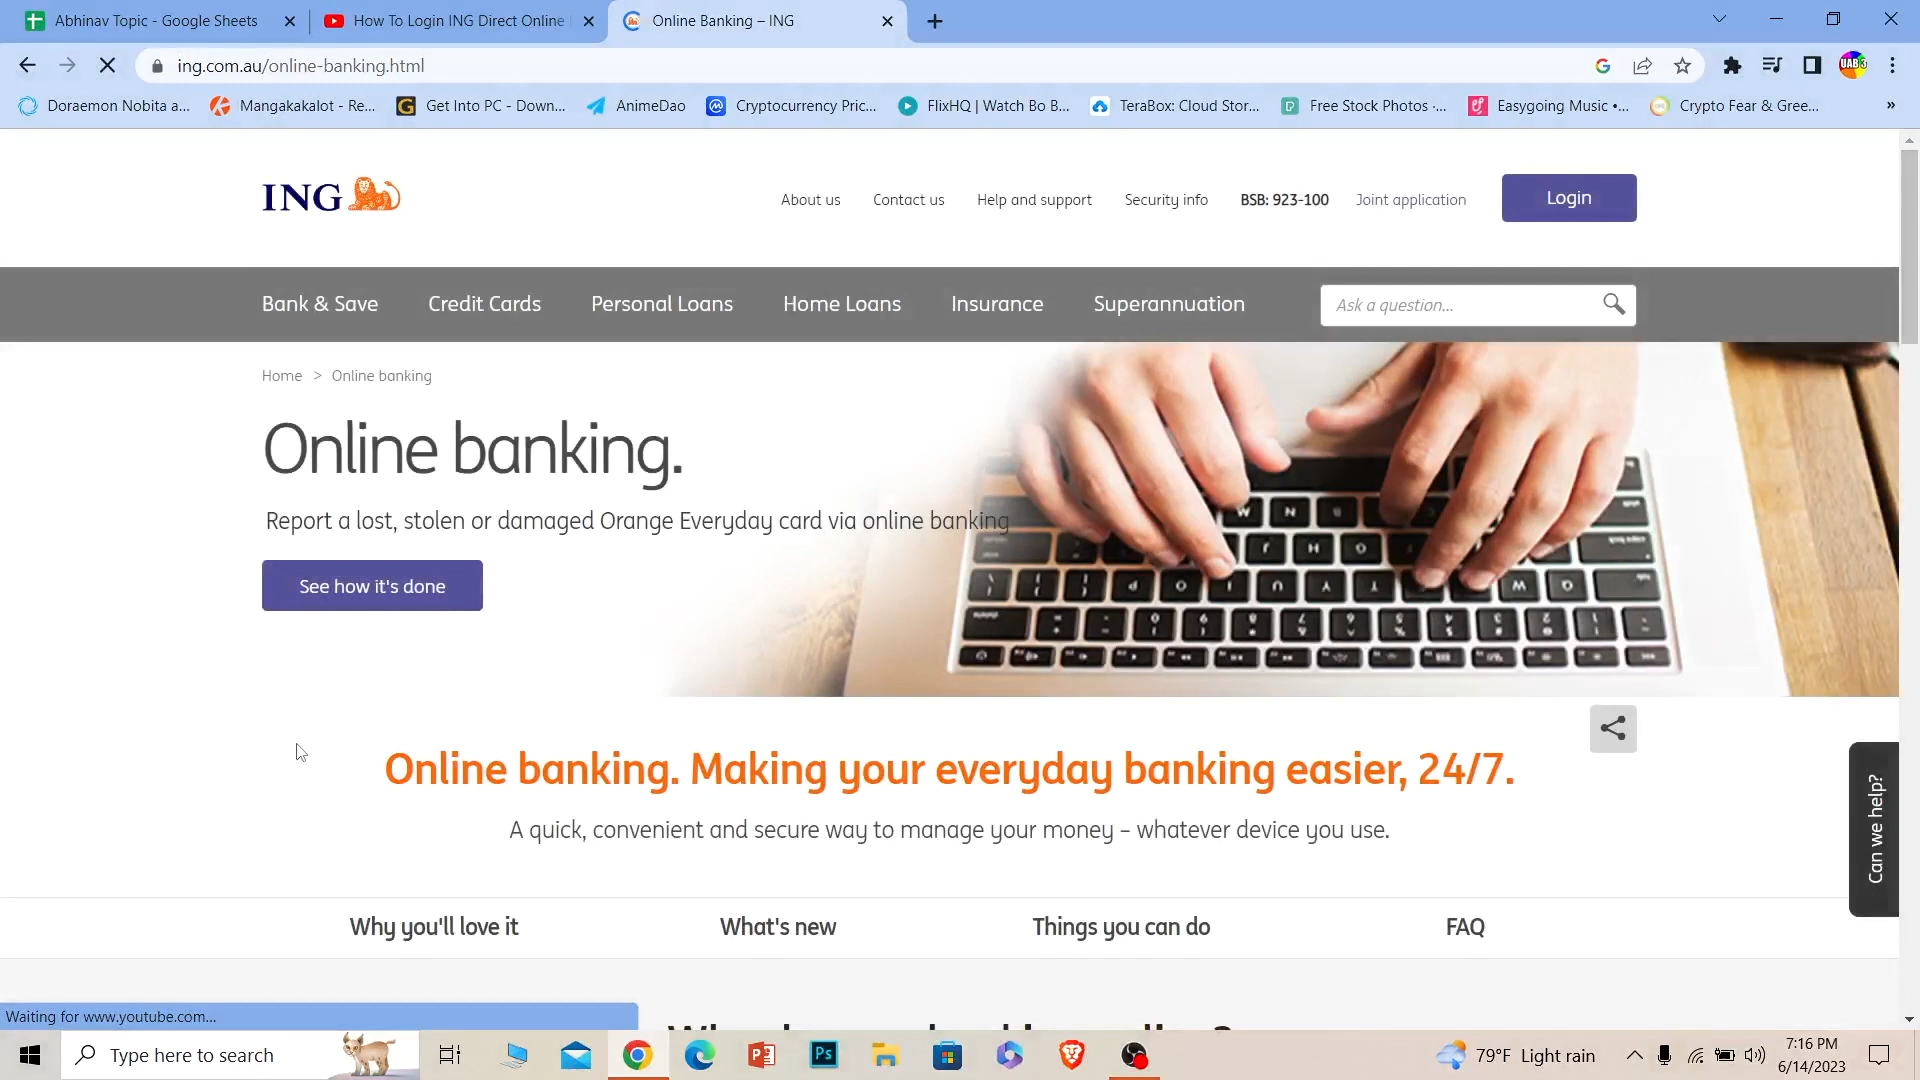 Abhinav Topic - Google Sheets
How To Login ING Direct Online
Online Banking – ING
ing.com.au/online-banking.html
UAB 3
Doraemon Nobita a...
Mangakakalot - Re...
Get Into PC - Down...
AnimeDao
Cryptocurrency Pric...
FlixHQ | Watch Bo B...
TeraBox: Cloud Stor...
Free Stock Photos ·...
Easygoing Music •...
Crypto Fear & Gree...
»
ING
About us
Contact us
Help and support
Security info
BSB: 923-100
Joint application
Login
Bank & Save
Credit Cards
Personal Loans
Home Loans
Insurance
Superannuation
Ask a question...
Home > Online banking
Online banking.
Report a lost, stolen or damaged Orange Everyday card via online banking
See how it's done
Online banking. Making your everyday banking easier, 24/7.
A quick, convenient and secure way to manage your money – whatever device you use.
Can we help?
Why you'll love it
What's new
Things you can do
FAQ
Waiting for www.youtube.com...
Type here to search
Ps
79°F Light rain
7:16 PM
6/14/2023